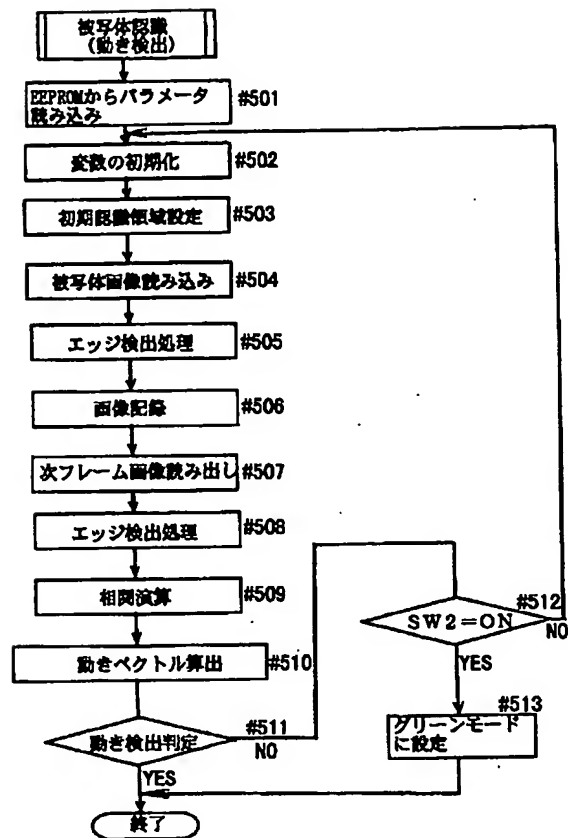 被写体認識
(動き検出)
EEPROMからパラメータ
読み込み
#501
変数の初期化
#502
初期認識領域設定
#503
被写体画像読み込み
#504
エッジ検出処理
#505
画像記録
#506
次フレーム画像読み出し
#507
エッジ検出処理
#508
相関演算
#509
動きベクトル算出
#510
動き検出判定
#511
NO
YES
SW2=ON
#512
NO
YES
#513
グリーンモード
に設定
終了